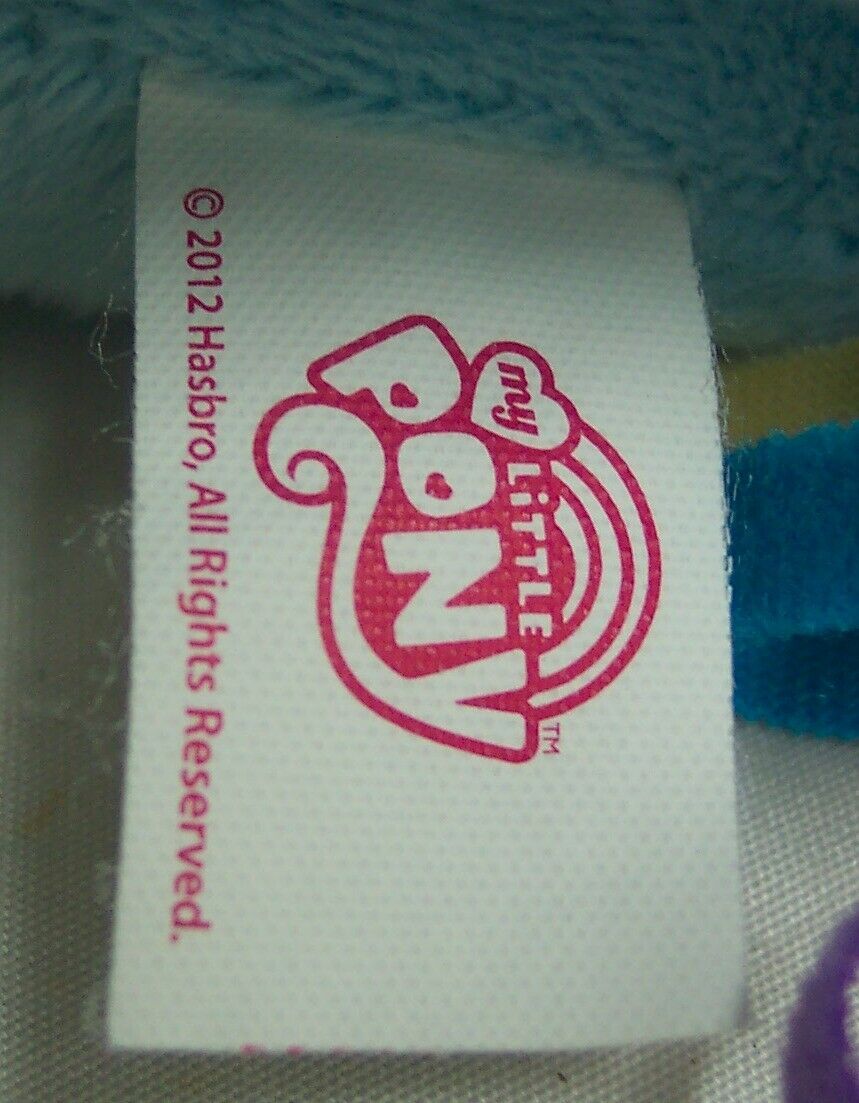 my
LiTTLE
PONY
TM
© 2012 Hasbro, All Rights Reserved.